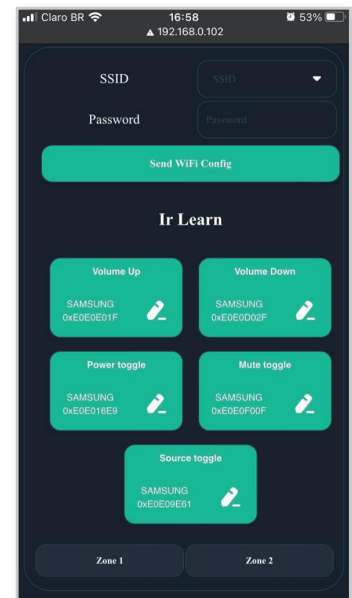 Claro BR 16:58 53%
192.168.0.102
SSID SSID
Password Password
Send WiFi Config
Ir Learn
Volume Up
SAMSUNG
0xE0E0E01F
Volume Down
SAMSUNG
0xE0E0D02F
Power toggle
SAMSUNG
0xE0E016E9
Mute toggle
SAMSUNG
0xE0E0F00F
Source toggle
SAMSUNG
0xE0E09E61
Zone 1 Zone 2